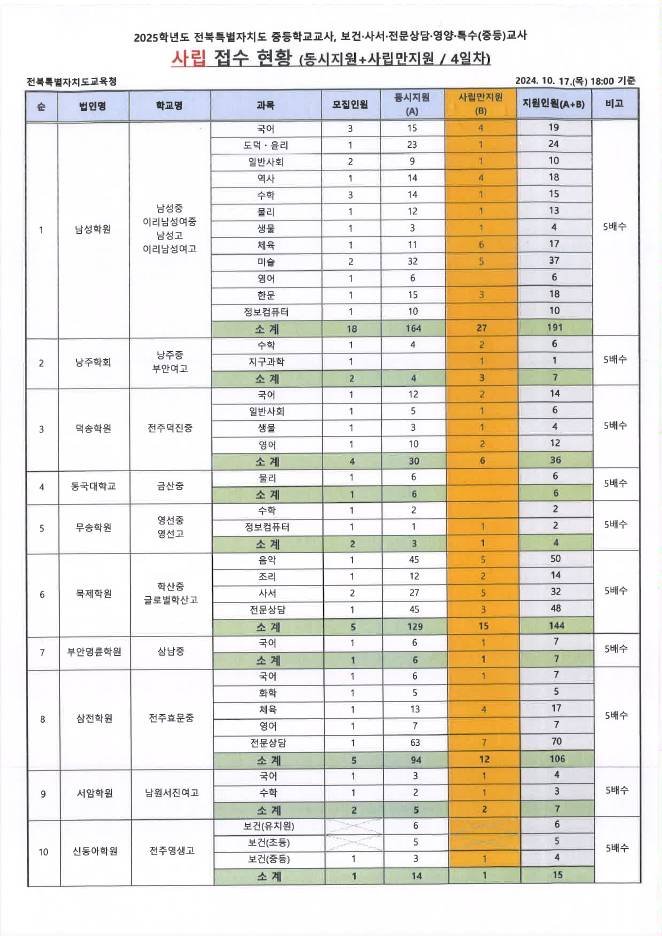 2025학년도 전북특별자치도 중등학교교사, 보건·사서·전문상담·영양·특수(중등)교사
사립 접수 현황 (동시지원+사립만지원 / 4일차)
전북특별자치도교육청 2024. 10. 17.(목) 18:00 기준
순 법인명 학교명 과목 모집인원 동시지원 (A) 사립만지원 (B) 지원인원(A+B) 비고
1 남성학원 남성중 이리남성여중 남성고 이리남성여고 5배수
국어 3 15 4 19
도덕·윤리 1 23 1 24
일반사회 2 9 1 10
역사 1 14 4 18
수학 3 14 1 15
물리 1 12 1 13
생물 1 3 1 4
체육 1 11 6 17
미술 2 32 5 37
영어 1 6 6
한문 1 15 3 18
정보컴퓨터 1 10 10
소 계 18 164 27 191
2 낭주학회 낭주중 부안여고 5배수
수학 1 4 2 6
지구과학 1 1 1
소 계 2 4 3 7
3 덕송학원 전주덕진중 5배수
국어 1 12 2 14
일반사회 1 5 1 6
생물 1 3 1 4
영어 1 10 2 12
소 계 4 30 6 36
4 동국대학교 금산중 5배수
물리 1 6 6
소 계 1 6 6
5 무송학원 영선중 영선고 5배수
수학 1 2 2
정보컴퓨터 1 1 1 2
소 계 2 3 1 4
6 목제학원 학산중 글로벌학산고 5배수
음악 1 45 5 50
조리 1 12 2 14
사서 2 27 5 32
전문상담 1 45 3 48
소 계 5 129 15 144
7 부안명륜학원 상남중 5배수
국어 1 6 1 7
소 계 1 6 1 7
8 삼전학원 전주효문중 5배수
국어 1 6 1 7
화학 1 5 5
체육 1 13 4 17
영어 1 7 7
전문상담 1 63 7 70
소 계 5 94 12 106
9 서암학원 남원서진여고 5배수
국어 1 3 1 4
수학 1 2 1 3
소 계 2 5 2 7
10 신동아학원 전주영생고 5배수
보건(유치원) 6 6
보건(초등) 5 5
보건(중등) 1 3 1 4
소 계 1 14 1 15